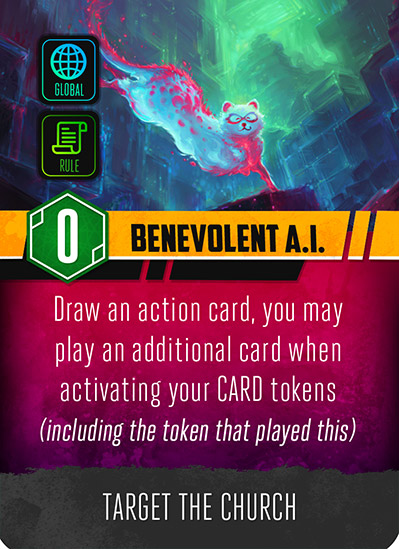 GLOBAL
RULE
0 BENEVOLENT A.I.
Draw an action card, you may
play an additional card when
activating your CARD tokens
(including the token that played this)
TARGET THE CHURCH